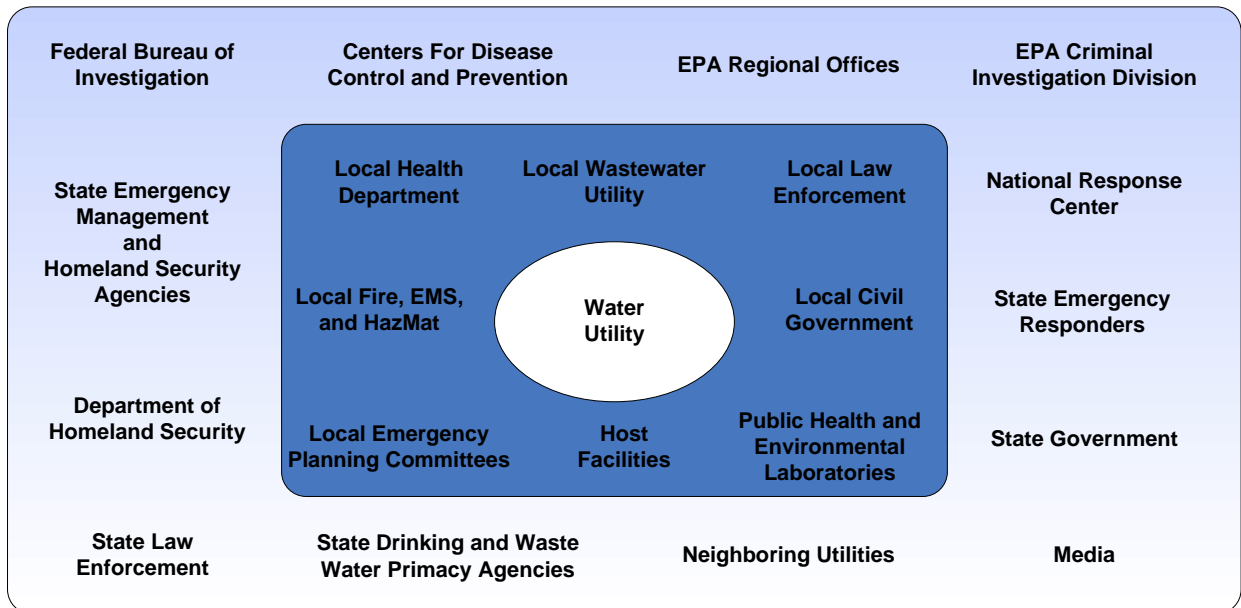 Federal Bureau of
Investigation
Centers For Disease
Control and Prevention
EPA Regional Offices
EPA Criminal
Investigation Division
State Emergency
Management
and
Homeland Security
Agencies
Local Health
Department
Local Wastewater
Utility
Local Law
Enforcement
National Response
Center
Local Fire, EMS,
and HazMat
Water
Utility
Local Civil
Government
State Emergency
Responders
Department of
Homeland Security
Local Emergency
Planning Committees
Host
Facilities
Public Health and
Environmental
Laboratories
State Government
State Law
Enforcement
State Drinking and Waste
Water Primacy Agencies
Neighboring Utilities
Media